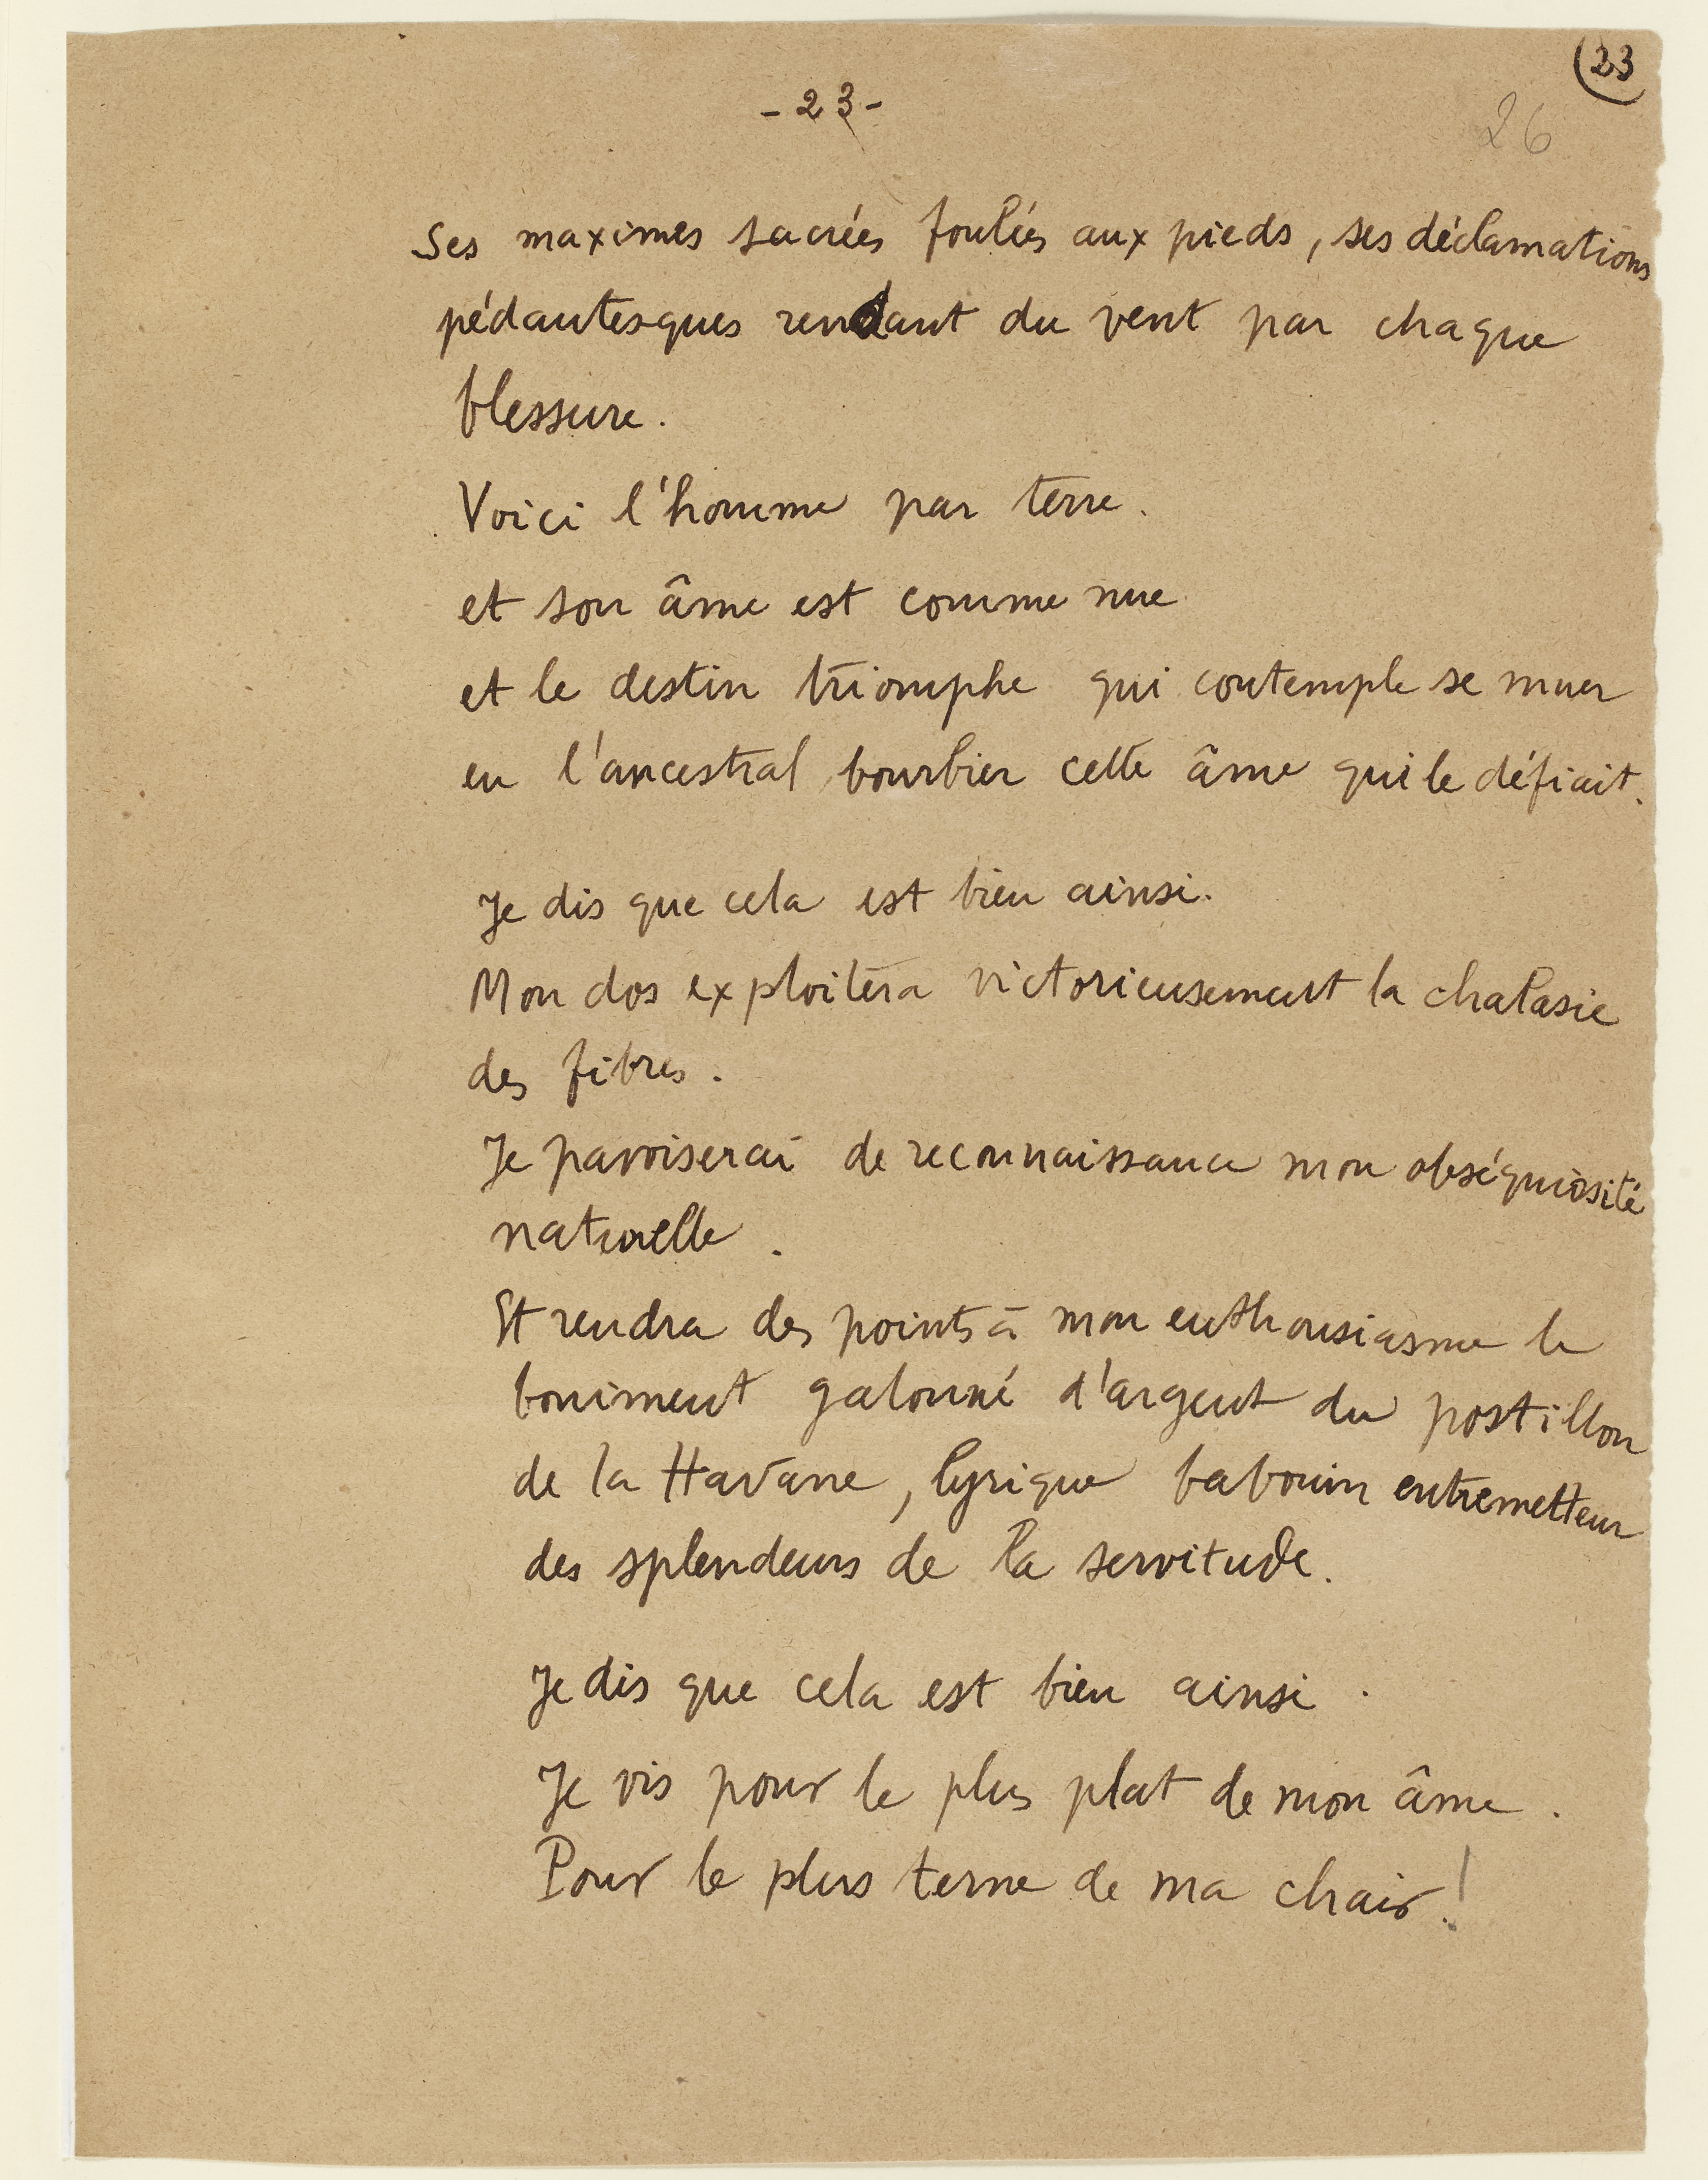 (23
- 23 -
26
Ses maximes sacrées foulées aux pieds, ses déclamations
pédantesques rendant du vent par chaque
blessure.
Voici l'homme par terre.
et son âme est comme nue
et le destin triomphe qui contemple se muer
en l'ancestral bourbier cette âme qui le défiait.
Je dis que cela est bien ainsi.
Mon dos exploitera victorieusement la chalasie
des fibres.
Je pavoiserai de reconnaissance mon obséquiosité
naturelle.
Et rendra des points à mon enthousiasme le
boniment galonné d'argent du postillon
de la Havane, lyrique babouin entremetteur
des splendeurs de la servitude.
Je dis que cela est bien ainsi.
Je vis pour le plus plat de mon âme.
Pour le plus terne de ma chair!